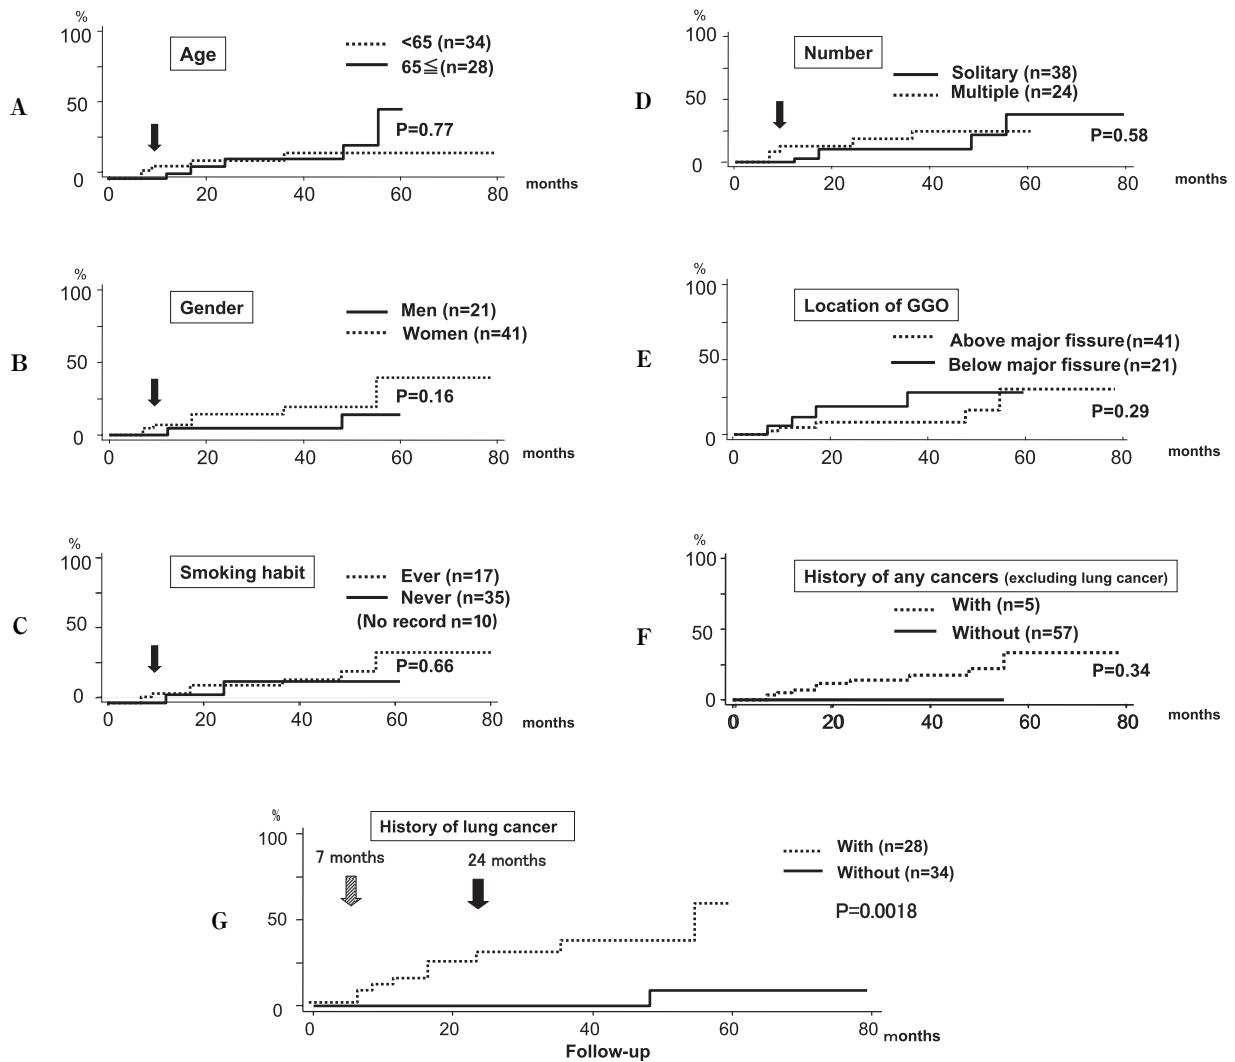 A
%
100
50
0
Age
<65 (n=34)
65≦(n=28)
P=0.77
0 20 40 60 80
months
D
%
100
50
0
Number
Solitary (n=38)
Multiple (n=24)
P=0.58
0 20 40 60 80
months
B
%
100
50
0
Gender
Men (n=21)
Women (n=41)
P=0.16
0 20 40 60 80
months
E
%
100
50
0
Location of GGO
Above major fissure(n=41)
Below major fissure(n=21)
P=0.29
0 20 40 60 80
months
C
%
100
50
0
Smoking habit
Ever (n=17)
Never (n=35)
(No record n=10)
P=0.66
0 20 40 60 80
months
F
%
100
50
0
History of any cancers (excluding lung cancer)
With (n=5)
Without (n=57)
P=0.34
0 20 40 60 80
months
G
%
100
50
0
History of lung cancer
7 months
24 months
With (n=28)
Without (n=34)
P=0.0018
0 20 40 60 80
months
Follow-up